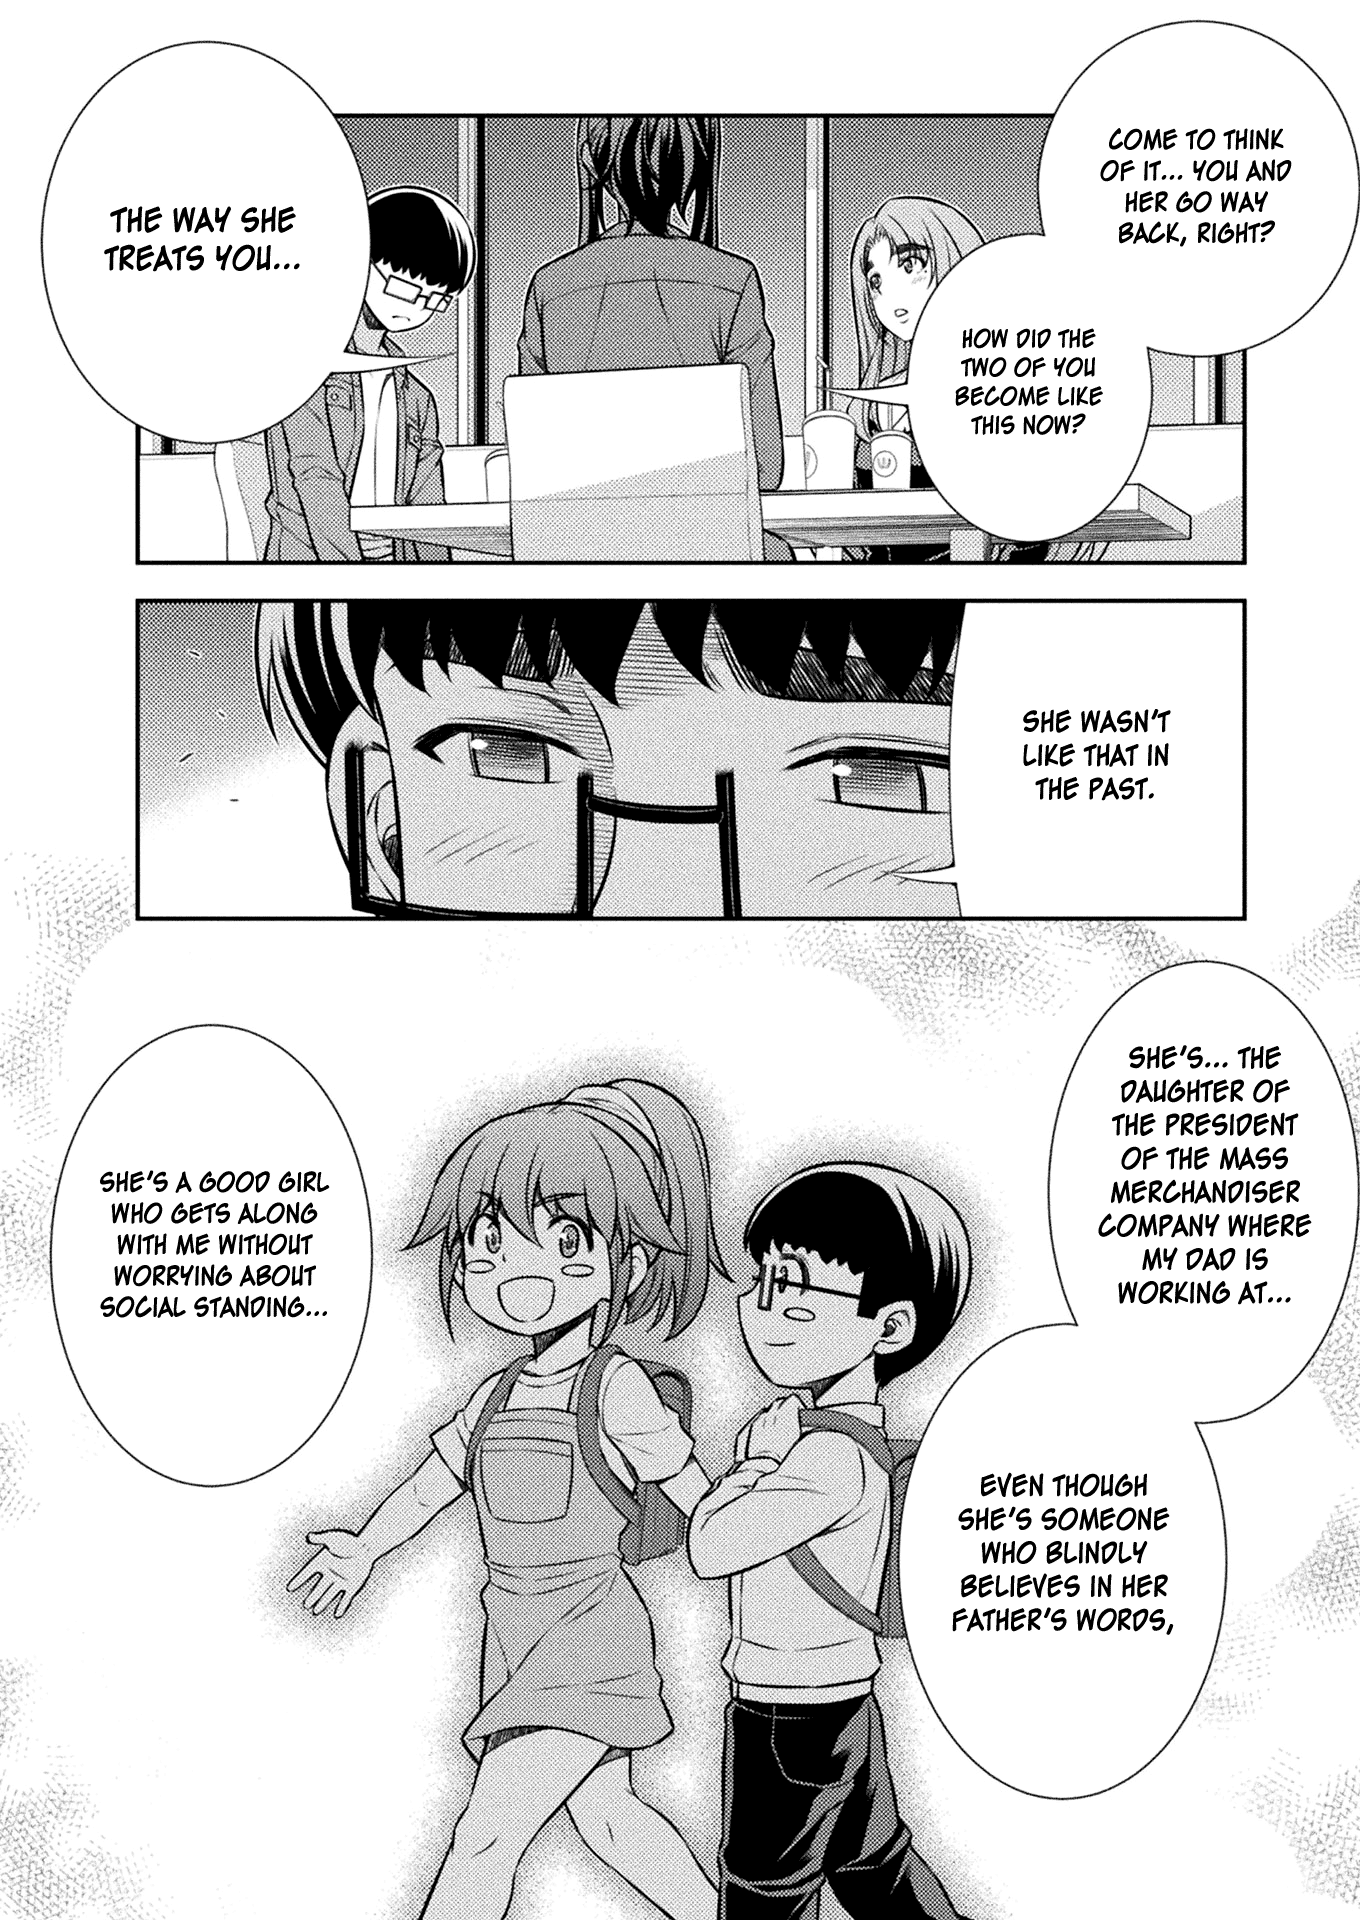 COME TO THINK
OF IT... YOU AND
HER GO WAY
BACK, RIGHT?
HOW DID THE
TWO OF YOU
BECOME LIKE
THIS NOW?
THE WAY SHE
TREATS YOU...
SHE WASN'T
LIKE THAT IN
THE PAST.
SHE'S... THE
DAUGHTER OF
THE PRESIDENT
OF THE MASS
MERCHANDISER
COMPANY WHERE
MY DAD IS
WORKING AT...
EVEN THOUGH
SHE'S SOMEONE
WHO BLINDLY
BELIEVES IN HER
FATHER'S WORDS,
SHE'S A GOOD GIRL
WHO GETS ALONG
WITH ME WITHOUT
WORRYING ABOUT
SOCIAL STANDING...